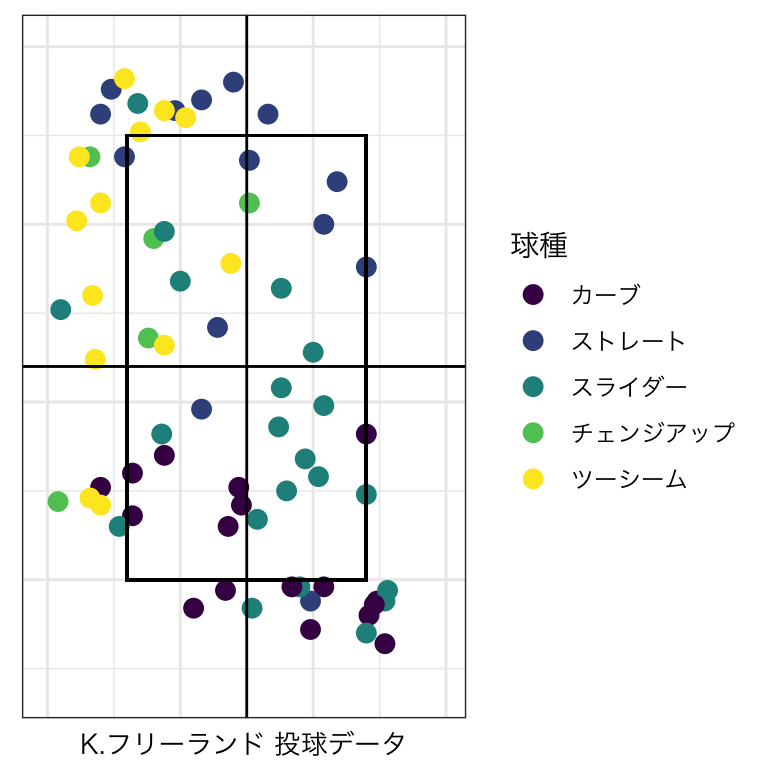 球種
カーブ
ストレート
スライダー
チェンジアップ
ツーシーム
K.フリーランド 投球データ